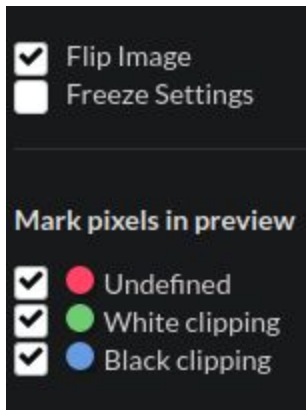 Flip Image
Freeze Settings
Mark pixels in preview
Undefined
White clipping
Black clipping